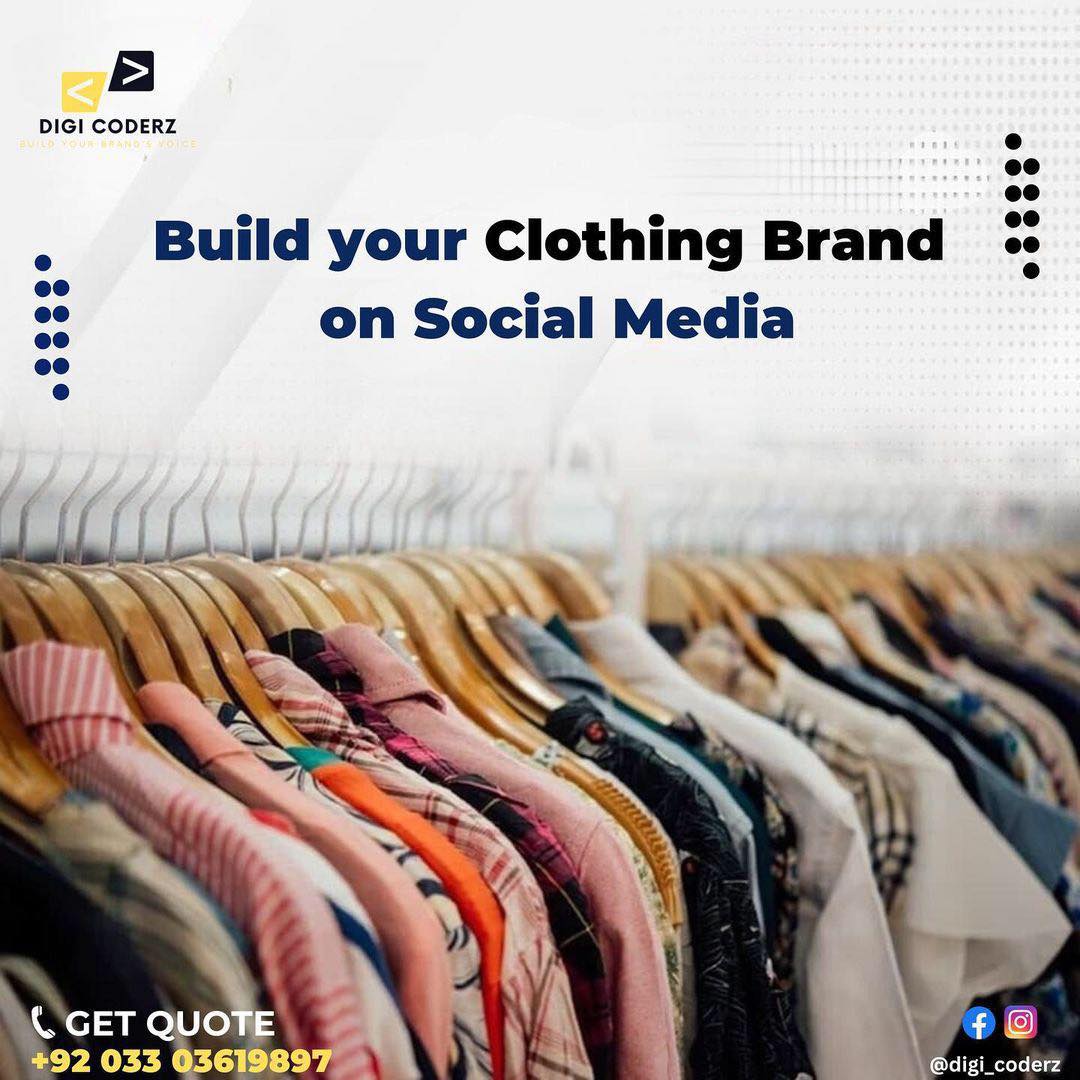 DIGI CODERZ
BUILD YOUR BRAND'S VOICE
Build your Clothing Brand
on Social Media
GET QUOTE
+92 033 03619897
@digi_coderz